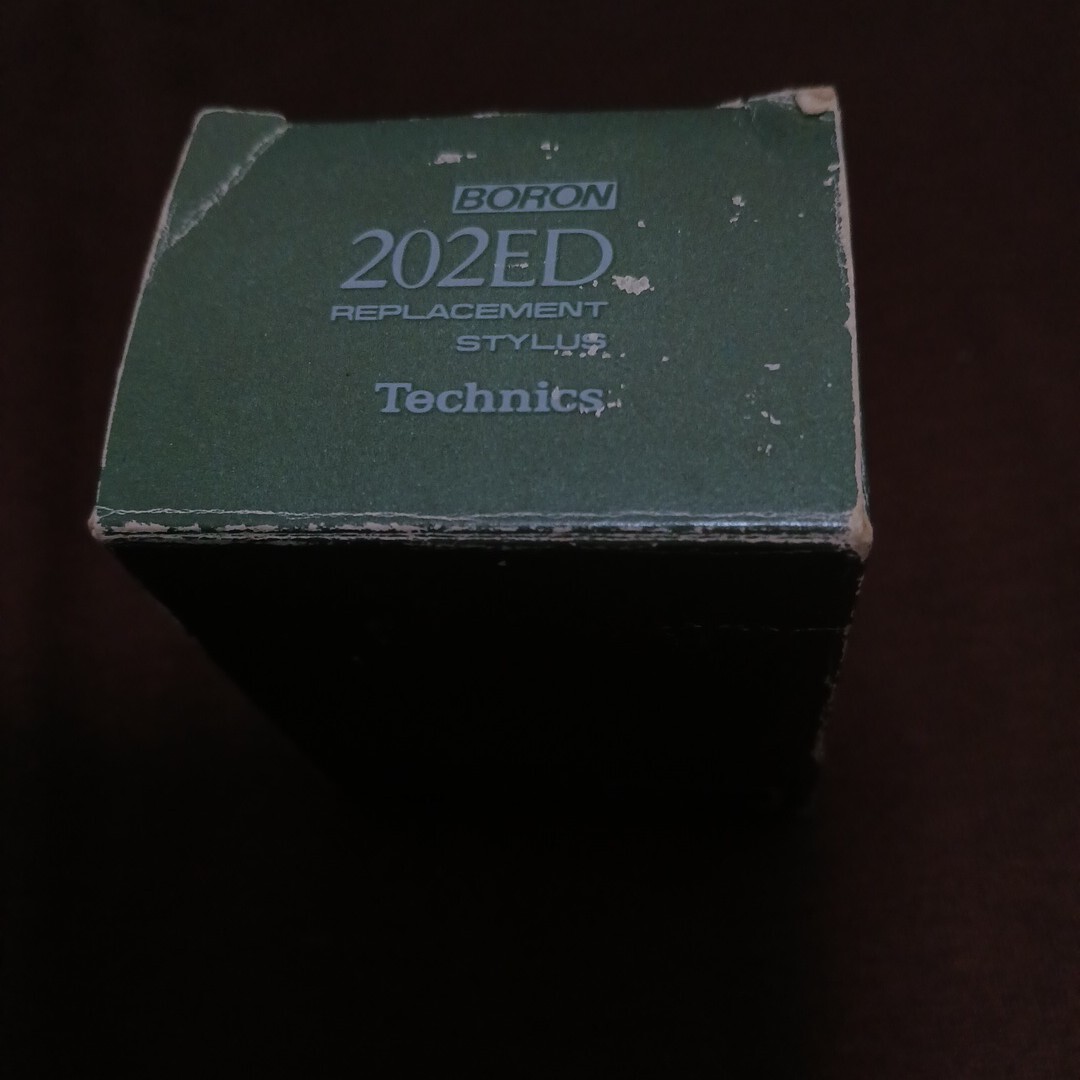 BORON
202ED
REPLACEMENT
STYLUS
Technics